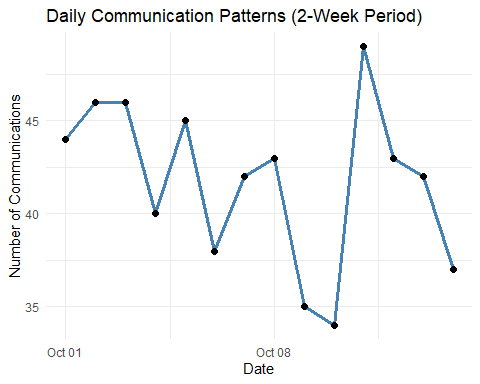 Daily Communication Patterns (2-Week Period)
Number of Communications
45
40
35
Oct 01
Oct 08
Date